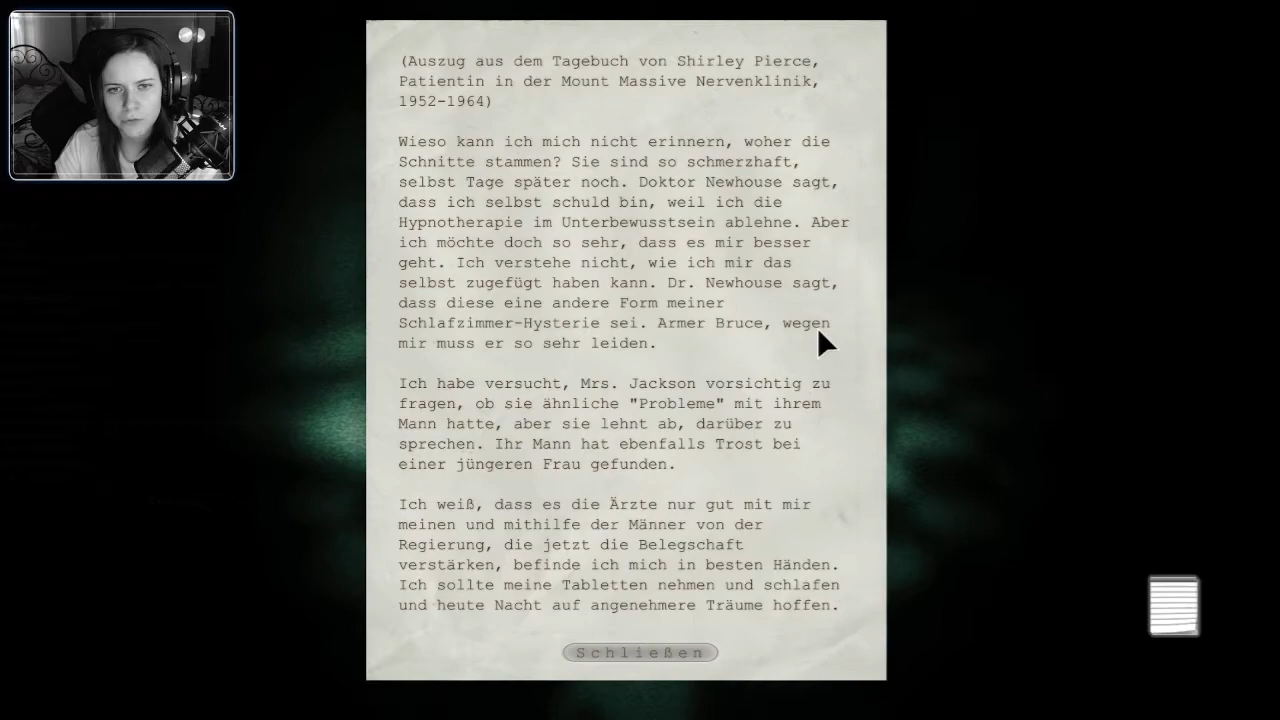 (Auszug aus dem Tagebuch von Shirley Pierce,
Patientin in der Mount Massive Nervenklinik,
1952-1964)
Wieso kann ich mich nicht erinnern, woher die
Schnitte stammen? Sie sind so schmerzhaft,
selbst Tage später noch. Doktor Newhouse sagt,
dass ich selbst schuld bin, weil ich die
Hypnotherapie im Unterbewusstsein ablehne. Aber
ich möchte doch so sehr, dass es mir besser
geht. Ich verstehe nicht, wie ich mir das
selbst zugefügt haben kann. Dr. Newhouse sagt,
dass diese eine andere Form meiner
Schlafzimmer-Hysterie sei. Armer Bruce, wegen
mir muss er so sehr leiden.
Ich habe versucht, Mrs. Jackson vorsichtig zu
fragen, ob sie ähnliche "Probleme" mit ihrem
Mann hatte, aber sie lehnt ab, darüber zu
sprechen. Ihr Mann hat ebenfalls Trost bei
einer jüngeren Frau gefunden.
Ich weiß, dass es die Ärzte nur gut mit mir
meinen und mithilfe der Männer von der
Regierung, die jetzt die Belegschaft
verstärken, befinde ich mich in besten Händen.
Ich sollte meine Tabletten nehmen und schlafen
und heute Nacht auf angenehmere Träume hoffen.
Schließen